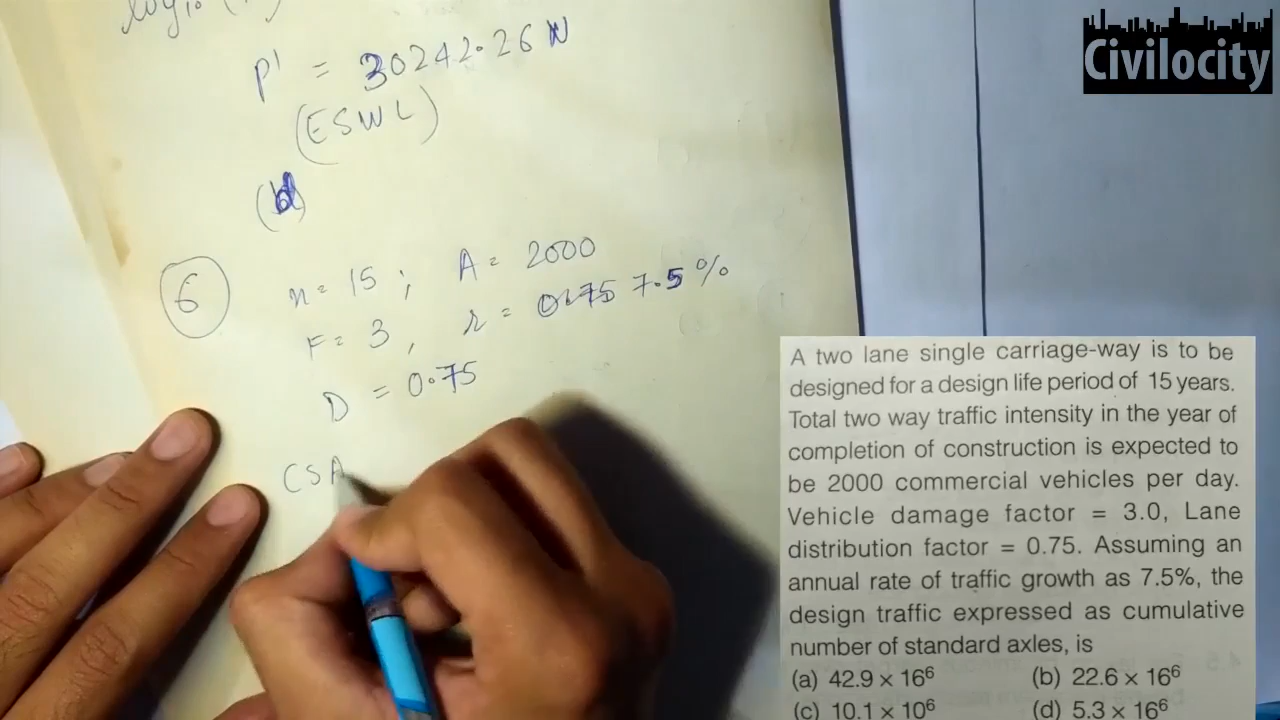 log₁₀ (
P' = 30242.26 N
(ESWL)
(d)
6
n = 15 ; A = 2000
F = 3 , r = 0.75 7.5 %
D = 0.75
CSA
Civilocity
A two lane single carriage-way is to be
designed for a design life period of 15 years.
Total two way traffic intensity in the year of
completion of construction is expected to
be 2000 commercial vehicles per day.
Vehicle damage factor = 3.0, Lane
distribution factor = 0.75. Assuming an
annual rate of traffic growth as 7.5%, the
design traffic expressed as cumulative
number of standard axles, is
(a) 42.9 × 16⁶ (b) 22.6 × 16⁶
(c) 10.1 × 10⁶ (d) 5.3 × 16⁶